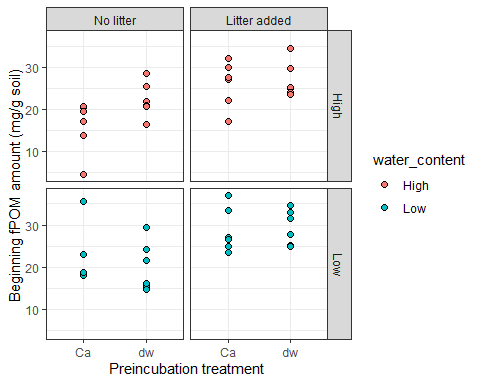 No litter
Litter added
Beginning fPOM amount (mg/g soil)
30
20
10
High
30
20
10
Low
Ca
dw
Ca
dw
Preincubation treatment
water_content
High
Low